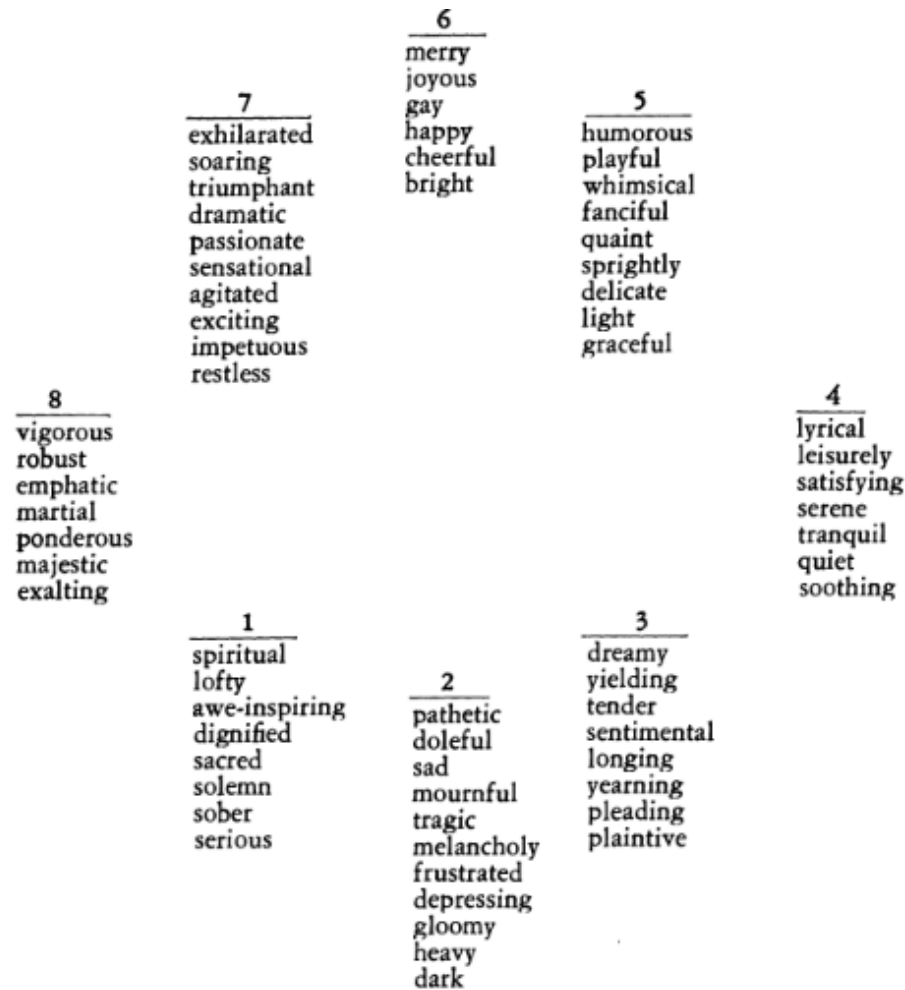 6
merry
joyous
gay
happy
cheerful
bright
7
exhilarated
soaring
triumphant
dramatic
passionate
sensational
agitated
exciting
impetuous
restless
5
humorous
playful
whimsical
fanciful
quaint
sprightly
delicate
light
graceful
8
vigorous
robust
emphatic
martial
ponderous
majestic
exalting
4
lyrical
leisurely
satisfying
serene
tranquil
quiet
soothing
1
spiritual
lofty
awe-inspiring
dignified
sacred
solemn
sober
serious
2
pathetic
doleful
sad
mournful
tragic
melancholy
frustrated
depressing
gloomy
heavy
dark
3
dreamy
yielding
tender
sentimental
longing
yearning
pleading
plaintive